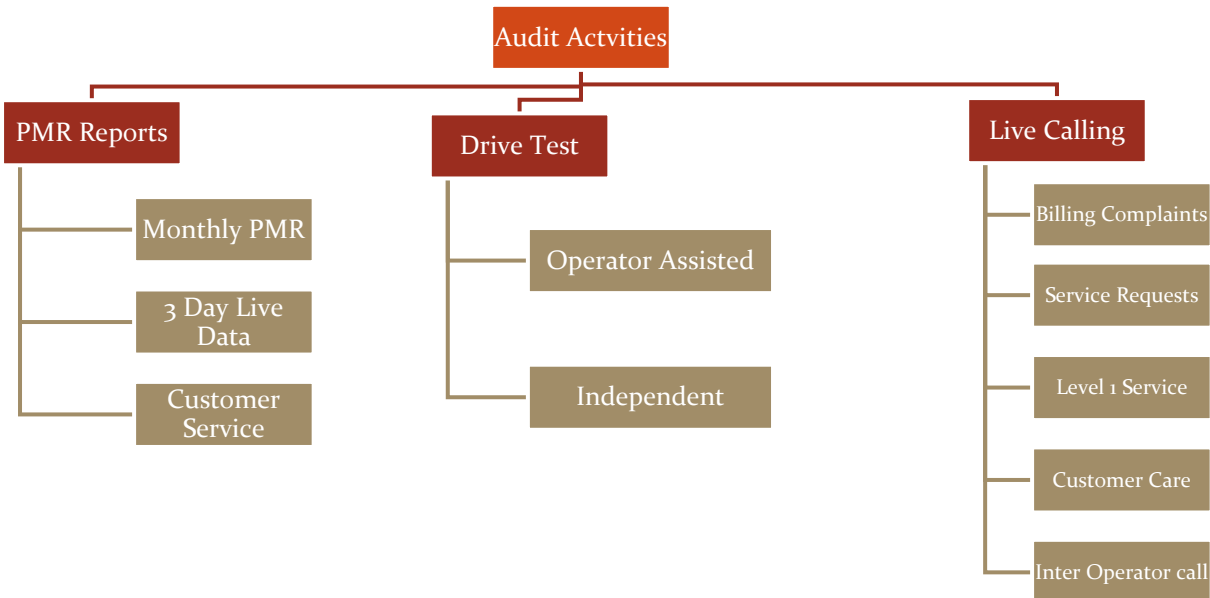 Audit Actvities
PMR Reports
Monthly PMR
3 Day Live
Data
Customer
Service
Drive Test
Operator Assisted
Independent
Live Calling
Billing Complaints
Service Requests
Level 1 Service
Customer Care
Inter Operator call